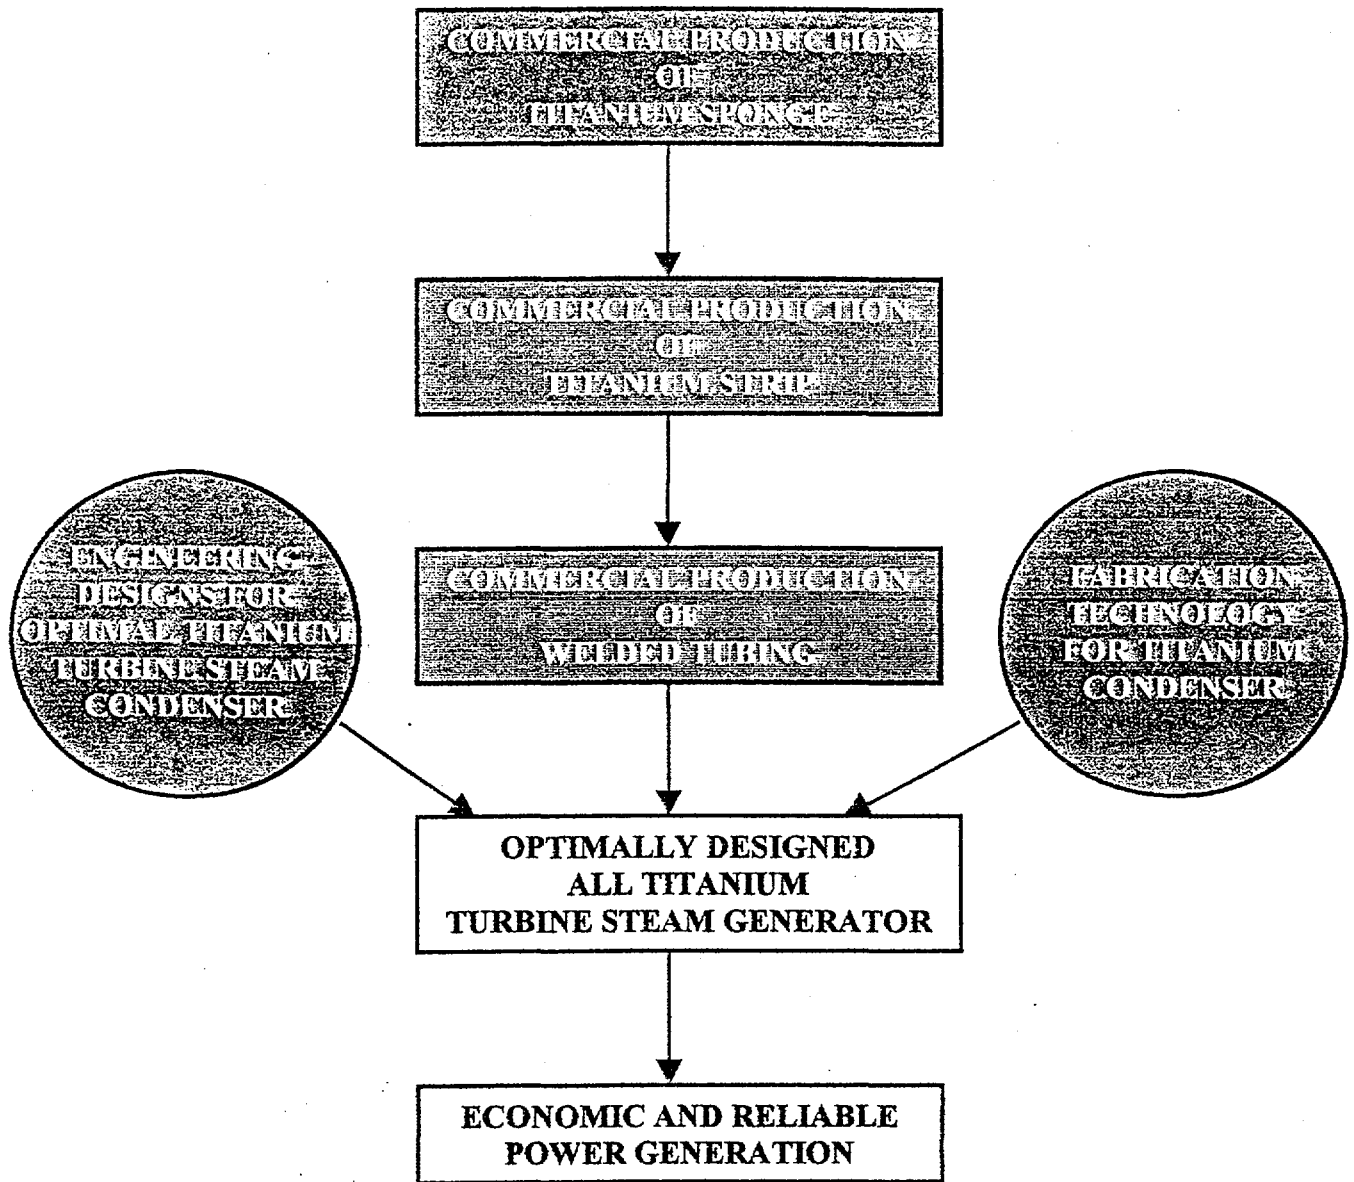 COMMERCIAL PRODUCTION
OF
TITANIUM SPONGE
COMMERCIAL PRODUCTION
OF
TITANIUM STRIP
ENGINEERING
DESIGNS FOR
OPTIMAL TITANIUM
TURBINE STEAM
CONDENSER
COMMERCIAL PRODUCTION
OF
WELDED TUBING
FABRICATION
TECHNOLOGY
FOR TITANIUM
CONDENSER
OPTIMALLY DESIGNED
ALL TITANIUM
TURBINE STEAM GENERATOR
ECONOMIC AND RELIABLE
POWER GENERATION